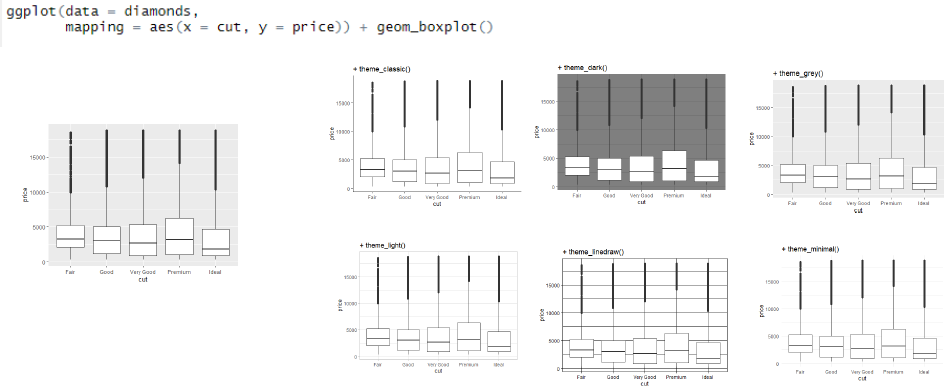 ggplot(data = diamonds,
mapping = aes(x = cut, y = price)) + geom_boxplot()
+ theme_classic()
price
15000
10000
5000
0
Fair Good Very Good Premium Ideal
cut
+ theme_dark()
price
15000
10000
5000
0
Fair Good Very Good Premium Ideal
cut
+ theme_grey()
price
15000
10000
5000
0
Fair Good Very Good Premium Ideal
cut
price
15000
10000
5000
0
Fair Good Very Good Premium Ideal
cut
+ theme_light()
price
15000
10000
5000
0
Fair Good Very Good Premium Ideal
cut
+ theme_linedraw()
price
15000
10000
5000
0
Fair Good Very Good Premium Ideal
cut
+ theme_minimal()
price
15000
10000
5000
0
Fair Good Very Good Premium Ideal
cut